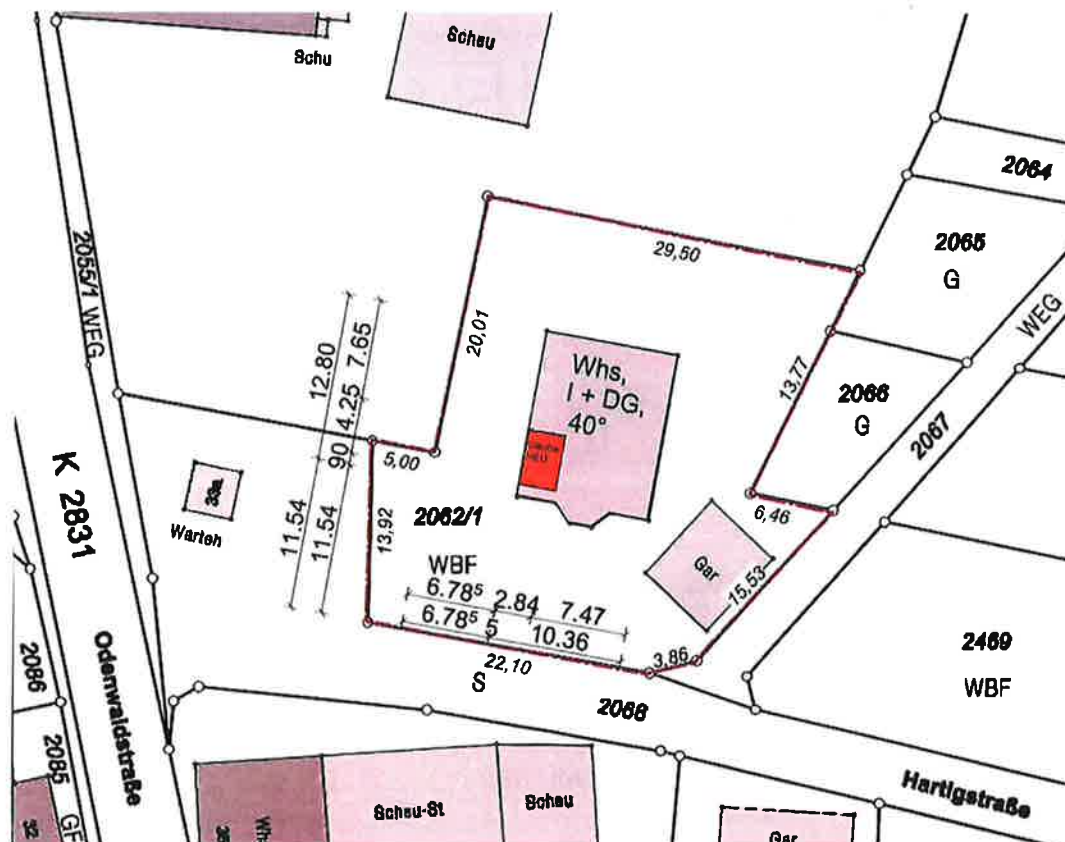 Schu
Schau
2064
2065
G
29,50
2055/1 WEG
WEG
20,01
12.80
7.65
4.25
90
11.54
11.54
Whs,
I + DG,
40°
13,77
2066
G
2067
5,00
K 2831
33a
Warteh
2062/1
13,92
WBF
6,46
Gar
15,53
6.78⁵ 2.84 7.47
6.78⁵ 5 10.36
22,10
3,86
2469
WBF
S
2068
Odenwaldstraße
2086
2085
GF
32
Hartigstraße
Schau-St
Schau
Gar